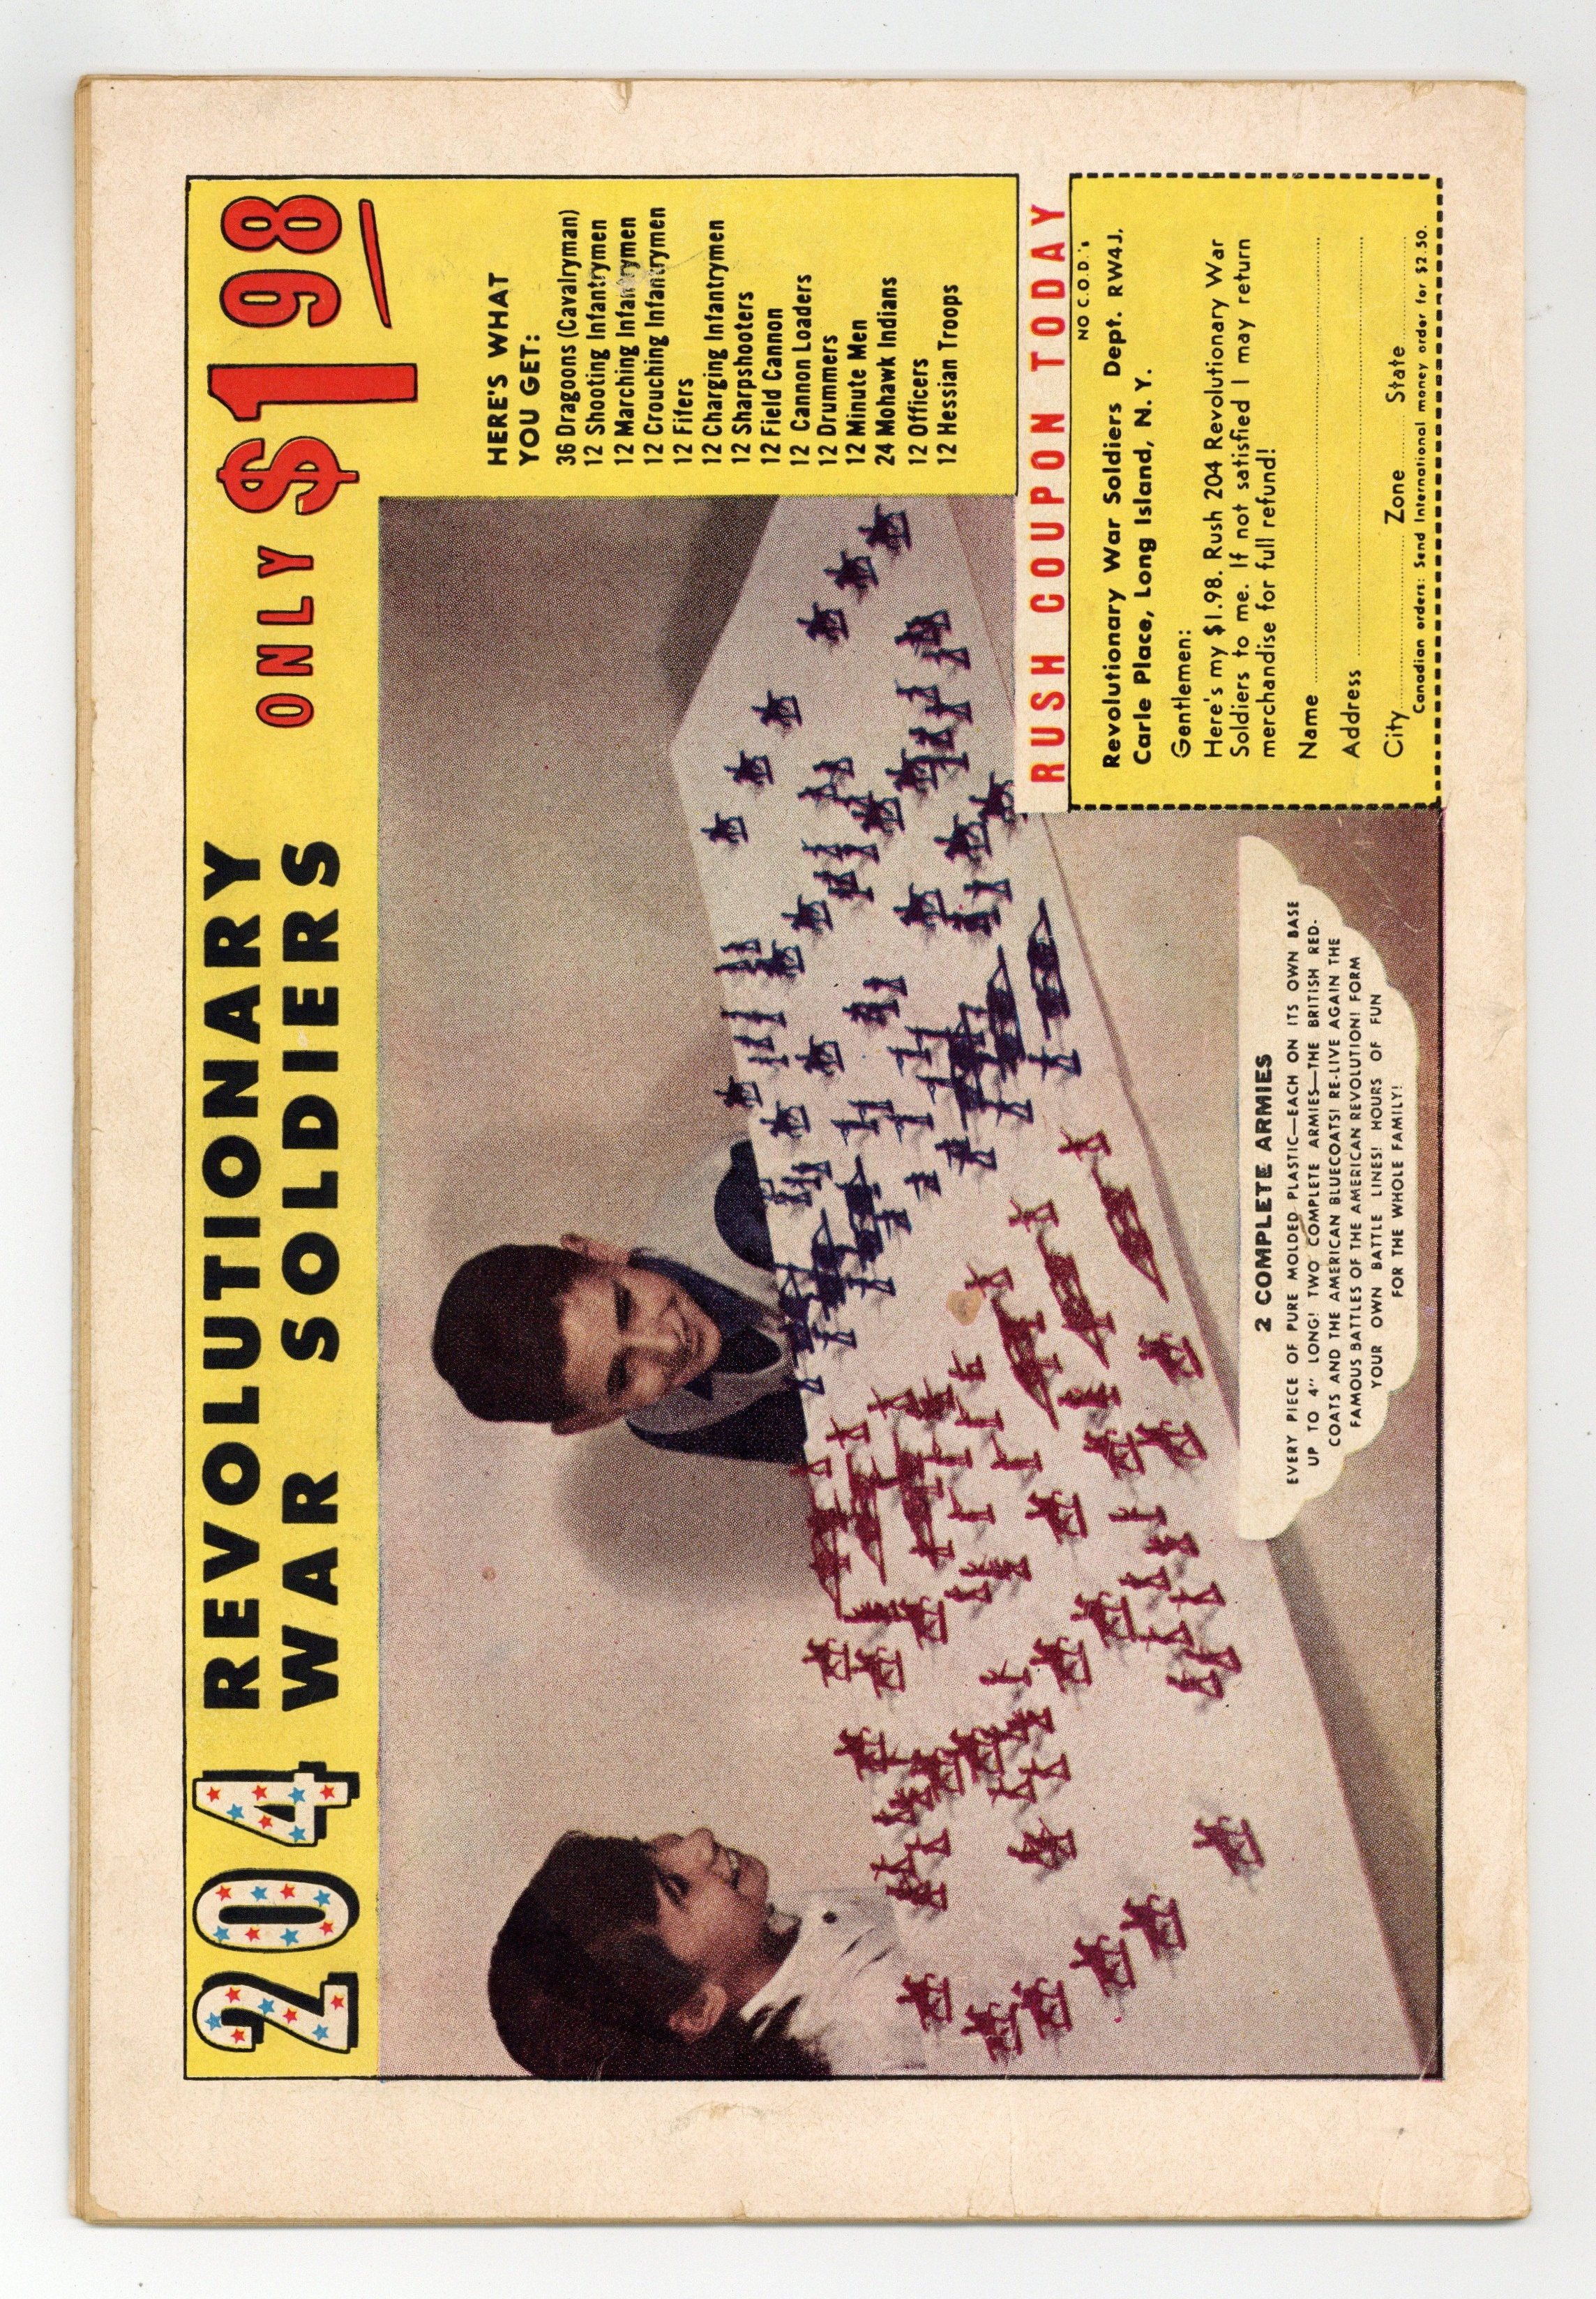 204 REVOLUTIONARY
WAR SOLDIERS
ONLY $1 98
HERE'S WHAT
YOU GET:
36 Dragoons (Cavalryman)
12 Shooting Infantrymen
12 Marching Infantrymen
12 Crouching Infantrymen
12 Fifers
12 Charging Infantrymen
12 Sharpshooters
12 Field Cannon
12 Cannon Loaders
12 Drummers
12 Minute Men
24 Mohawk Indians
12 Officers
12 Hessian Troops
RUSH COUPON TODAY
NO C.O.D.'s
Revolutionary War Soldiers Dept. RW4J,
Carle Place, Long Island, N. Y.
Gentlemen:
Here's my $1.98. Rush 204 Revolutionary War
Soldiers to me. If not satisfied I may return
merchandise for full refund!
Name
Address
City Zone State
Canadian orders: Send International money order for $2.50.
2 COMPLETE ARMIES
EVERY PIECE OF PURE MOLDED PLASTIC—EACH ON ITS OWN BASE
UP TO 4" LONG! TWO COMPLETE ARMIES—THE BRITISH RED-
COATS AND THE AMERICAN BLUECOATS! RE-LIVE AGAIN THE
FAMOUS BATTLES OF THE AMERICAN REVOLUTION! FORM
YOUR OWN BATTLE LINES! HOURS OF FUN
FOR THE WHOLE FAMILY!